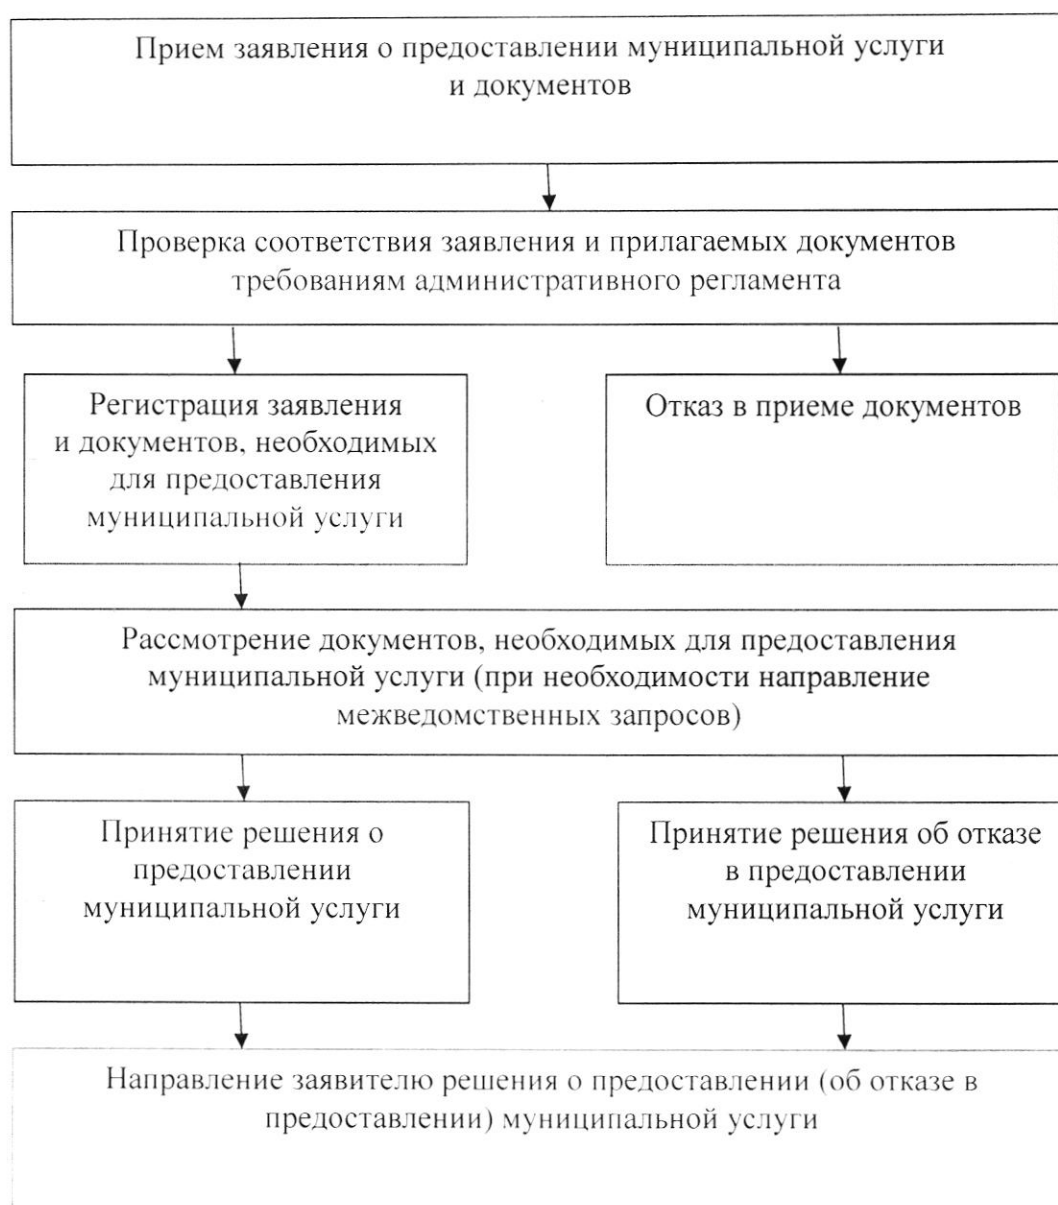 Прием заявления о предоставлении муниципальной услуги
и документов
Проверка соответствия заявления и прилагаемых документов
требованиям административного регламента
Регистрация заявления
и документов, необходимых
для предоставления
муниципальной услуги
Отказ в приеме документов
Рассмотрение документов, необходимых для предоставления
муниципальной услуги (при необходимости направление
межведомственных запросов)
Принятие решения о
предоставлении
муниципальной услуги
Принятие решения об отказе
в предоставлении
муниципальной услуги
Направление заявителю решения о предоставлении (об отказе в
предоставлении) муниципальной услуги